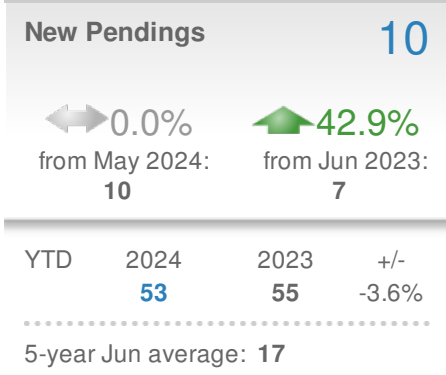 New Pendings 10
0.0% 42.9%
from May 2024: from Jun 2023:
10 7
YTD 2024 2023 +/-
53 55 -3.6%
5-year Jun average: 17